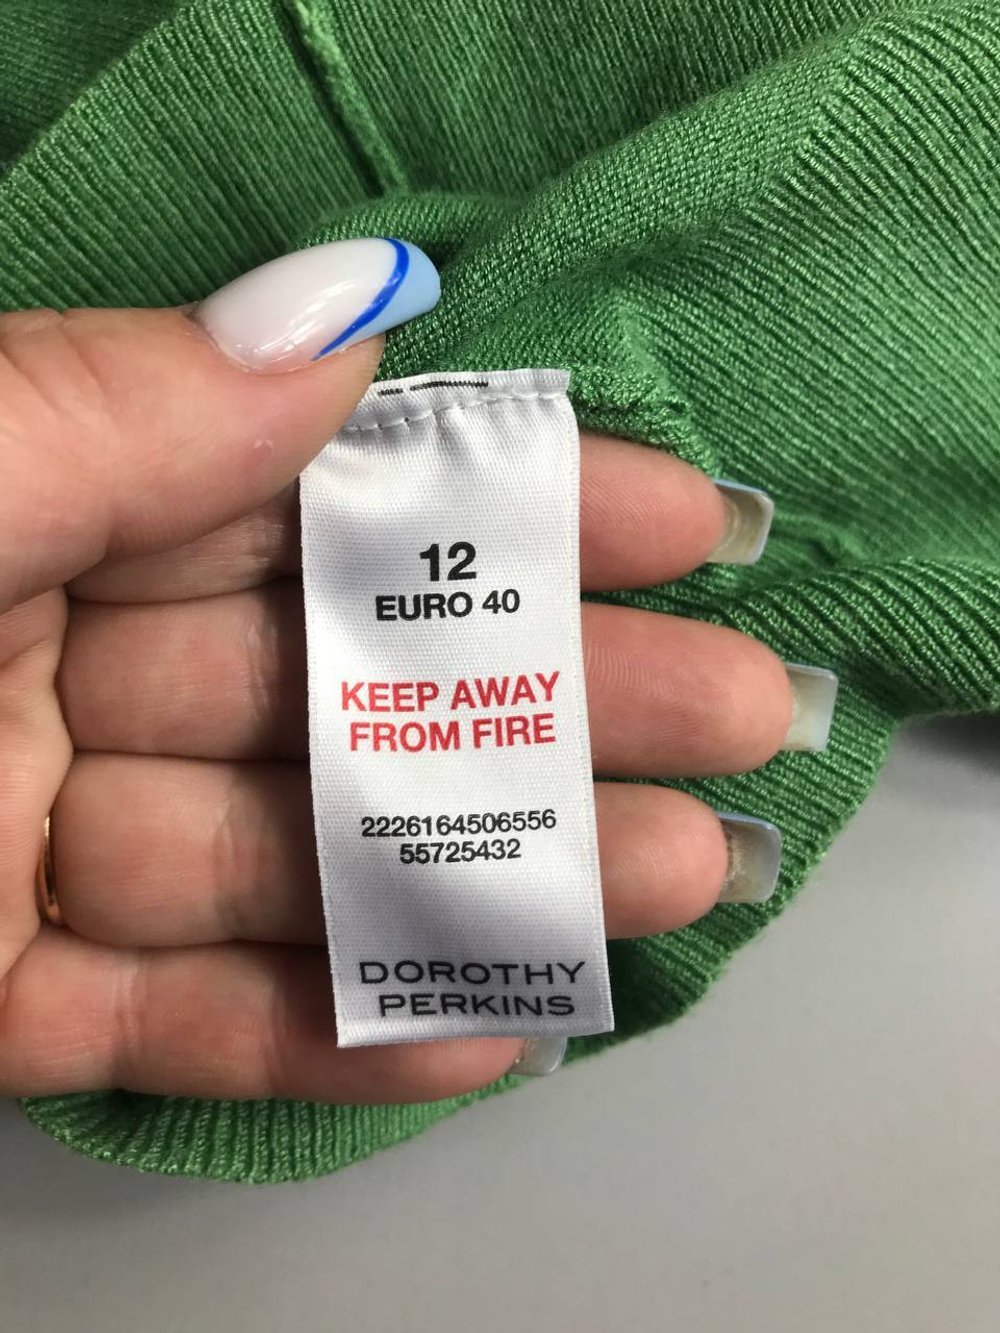 12
EURO 40
KEEP AWAY
FROM FIRE
2226164506556
55725432
DOROTHY
PERKINS